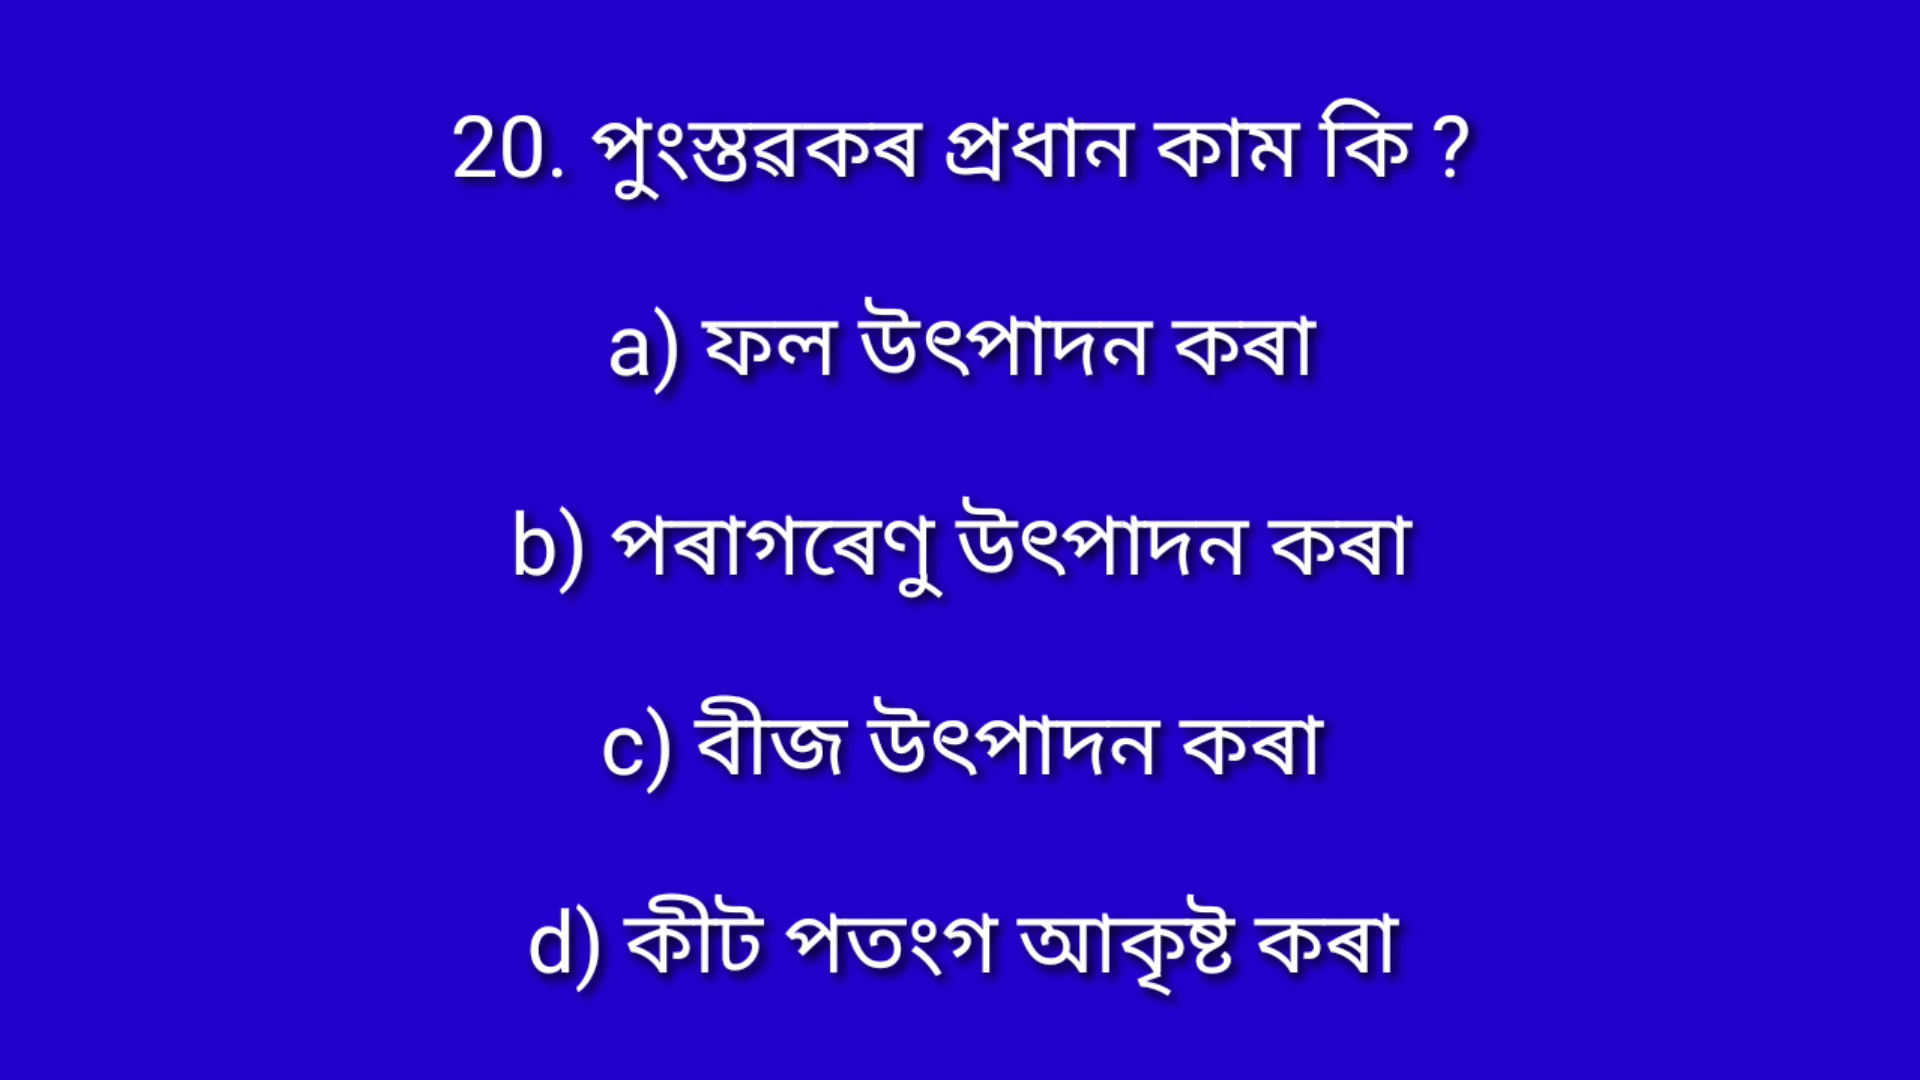 20. পুংস্তৱকৰ প্ৰধান কাম কি ?
a) ফল উৎপাদন কৰা
b) পৰাগৰেণু উৎপাদন কৰা
c) বীজ উৎপাদন কৰা
d) কীট পতংগ আকৃষ্ট কৰা